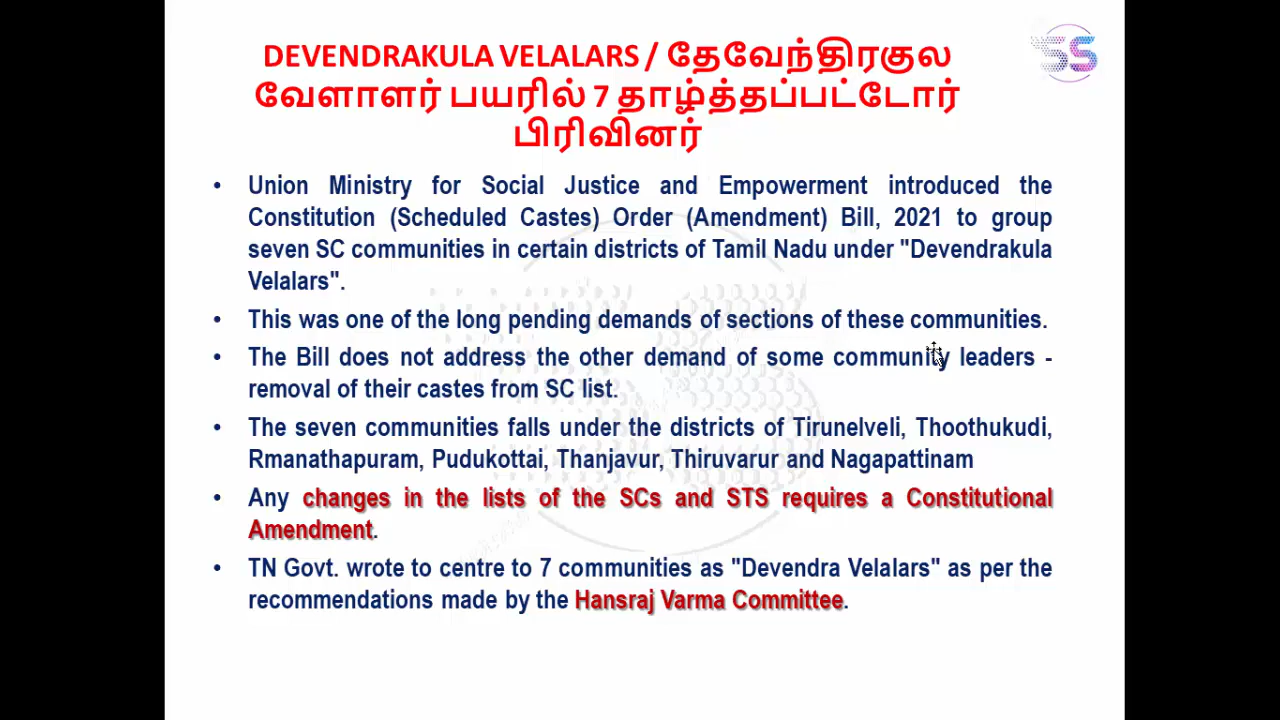 DEVENDRAKULA VELALARS / தேவேந்திரகுல
வேளாளர் பயரில் 7 தாழ்த்தப்பட்டோர்
பிரிவினர்
SS
• Union Ministry for Social Justice and Empowerment introduced the
Constitution (Scheduled Castes) Order (Amendment) Bill, 2021 to group
seven SC communities in certain districts of Tamil Nadu under "Devendrakula
Velalars".
• This was one of the long pending demands of sections of these communities.
• The Bill does not address the other demand of some community leaders -
removal of their castes from SC list.
• The seven communities falls under the districts of Tirunelveli, Thoothukudi,
Rmanathapuram, Pudukottai, Thanjavur, Thiruvarur and Nagapattinam
• Any changes in the lists of the SCs and STS requires a Constitutional
Amendment.
• TN Govt. wrote to centre to 7 communities as "Devendra Velalars" as per the
recommendations made by the Hansraj Varma Committee.